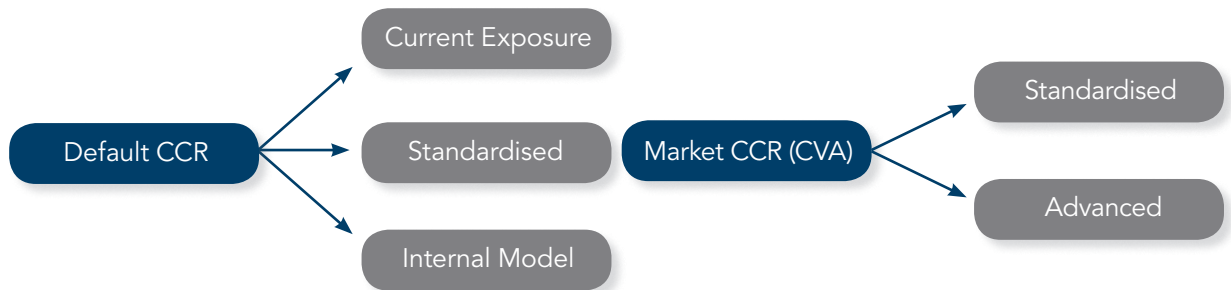 Default CCR
Current Exposure
Standardised
Internal Model
Market CCR (CVA)
Standardised
Advanced